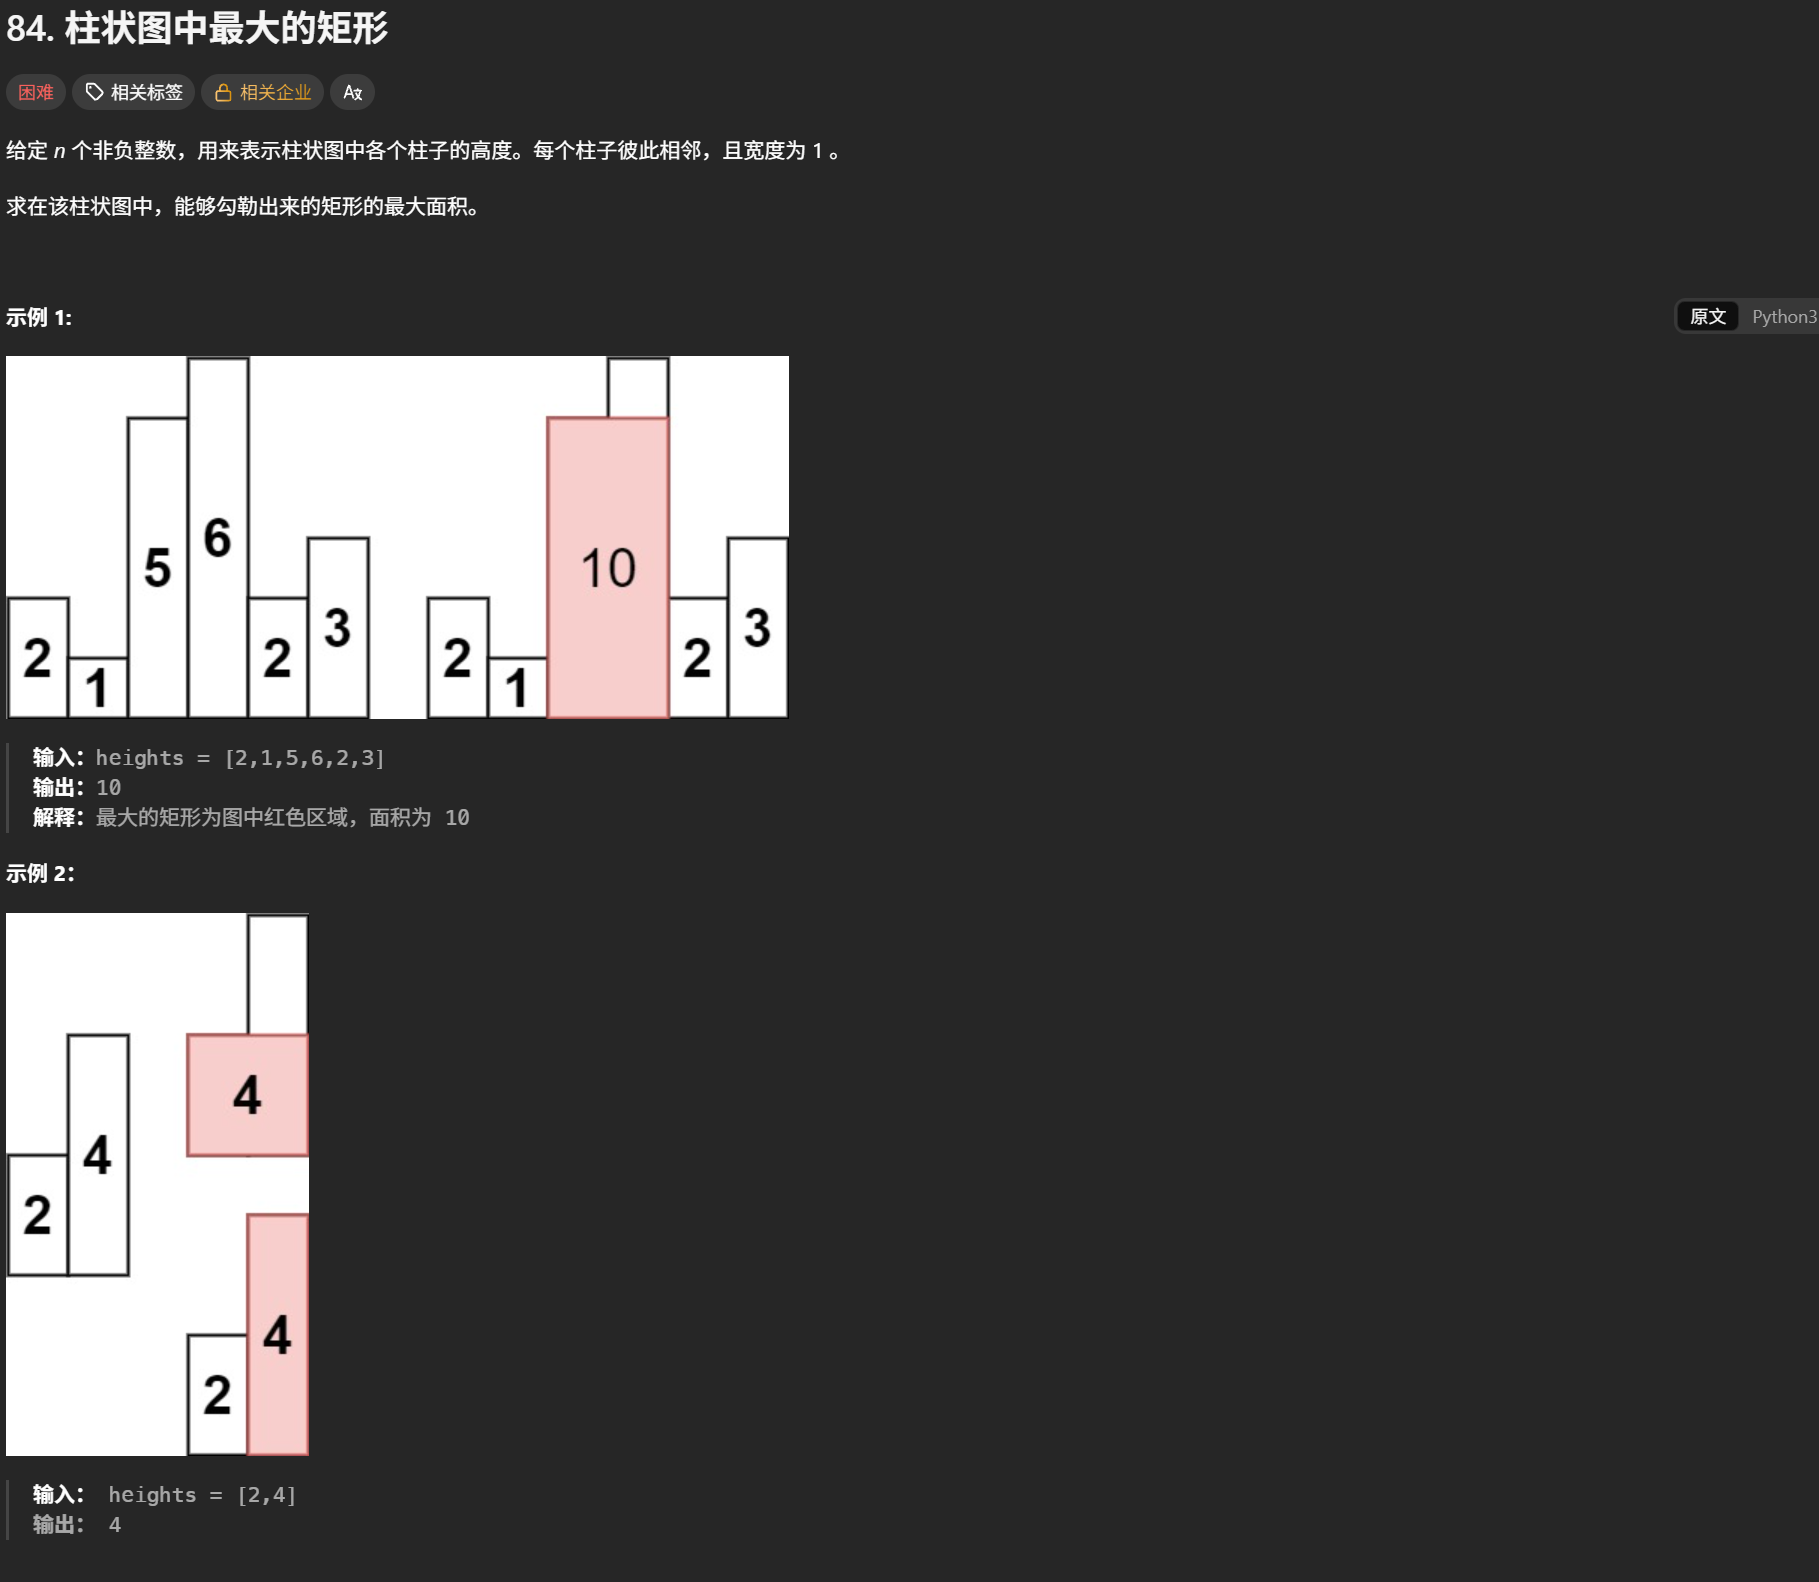 84. 柱状图中最大的矩形
困难 相关标签 相关企业 A文
给定 n 个非负整数，用来表示柱状图中各个柱子的高度。每个柱子彼此相邻，且宽度为 1 。
求在该柱状图中，能够勾勒出来的矩形的最大面积。
示例 1:
原文 Python3
2 1 5 6 2 3 2 1 10 2 3
输入：heights = [2,1,5,6,2,3]
输出：10
解释：最大的矩形为图中红色区域，面积为 10
示例 2：
2 4 4
2 4
输入： heights = [2,4]
输出： 4